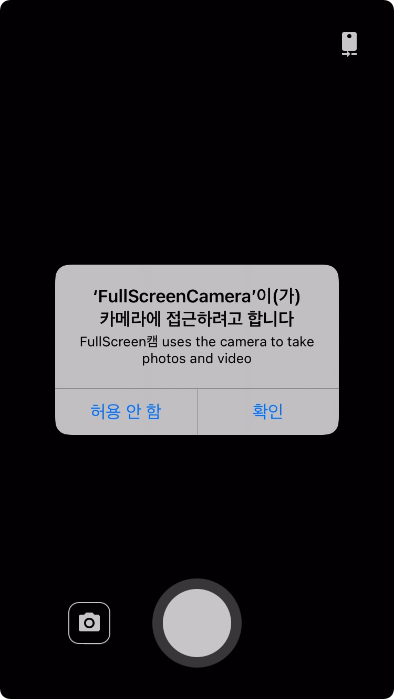 ‘FullScreenCamera’이(가)
카메라에 접근하려고 합니다
FullScreen캠 uses the camera to take
photos and video
허용 안 함
확인